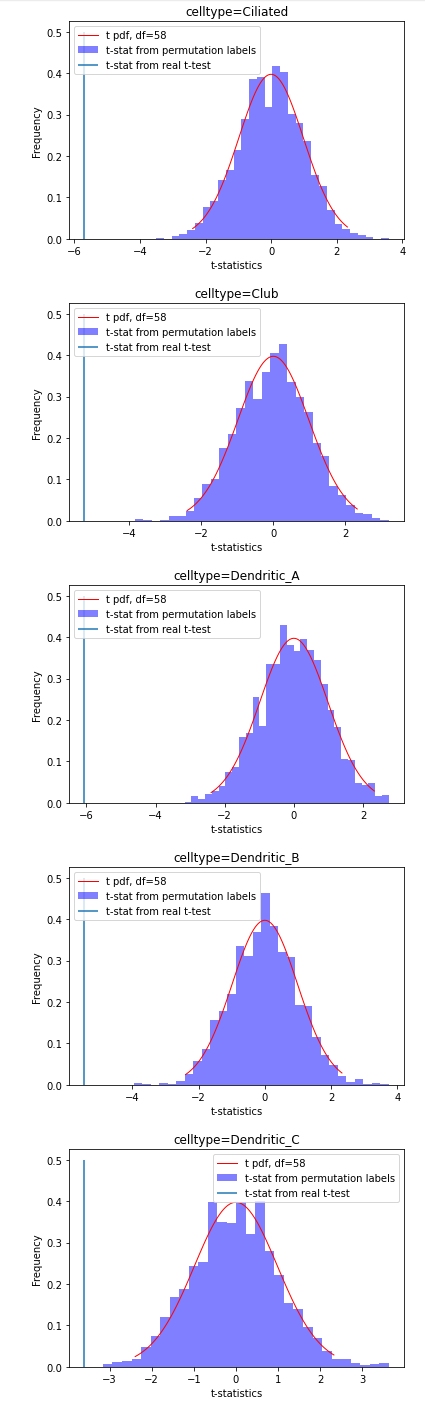 celltype=Ciliated
t pdf, df=58
t-stat from permutation labels
t-stat from real t-test
Frequency
0.5
0.4
0.3
0.2
0.1
0.0
−6 −4 −2 0 2 4
t-statistics
celltype=Club
t pdf, df=58
t-stat from permutation labels
t-stat from real t-test
Frequency
0.5
0.4
0.3
0.2
0.1
0.0
−4 −2 0 2
t-statistics
celltype=Dendritic_A
t pdf, df=58
t-stat from permutation labels
t-stat from real t-test
Frequency
0.5
0.4
0.3
0.2
0.1
0.0
−6 −4 −2 0 2
t-statistics
celltype=Dendritic_B
t pdf, df=58
t-stat from permutation labels
t-stat from real t-test
Frequency
0.5
0.4
0.3
0.2
0.1
0.0
−4 −2 0 2 4
t-statistics
celltype=Dendritic_C
t pdf, df=58
t-stat from permutation labels
t-stat from real t-test
Frequency
0.5
0.4
0.3
0.2
0.1
0.0
−3 −2 −1 0 1 2 3
t-statistics